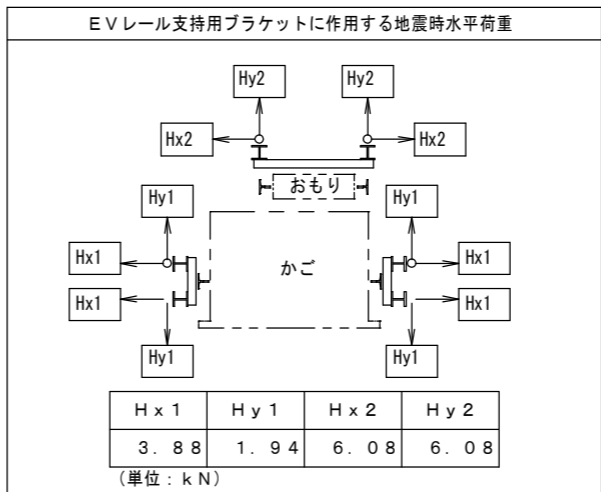 ＥＶレール支持用ブラケットに作用する地震時水平荷重
Hy2 Hy2
Hx2 Hx2
おもり
Hy1 Hy1
Hx1 かご Hx1
Hx1 Hx1
Hy1 Hy1
Ｈｘ１ Ｈｙ１ Ｈｘ２ Ｈｙ２
３．８８ １．９４ ６．０８ ６．０８
（単位：ｋＮ）